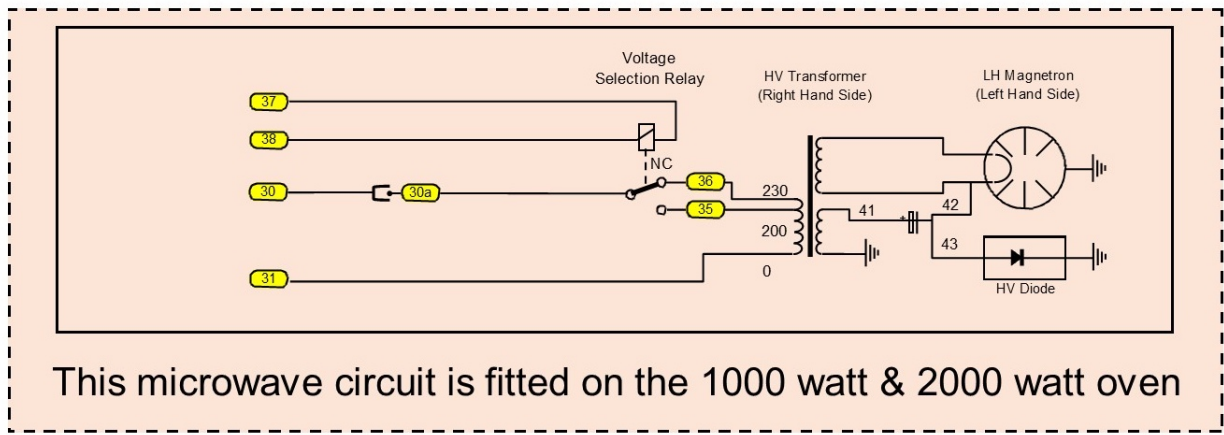 Voltage
Selection Relay
HV Transformer
(Right Hand Side)
LH Magnetron
(Left Hand Side)
37
38
NC
30
30a
36
230
35
41
42
200
43
31
0
HV Diode
This microwave circuit is fitted on the 1000 watt & 2000 watt oven